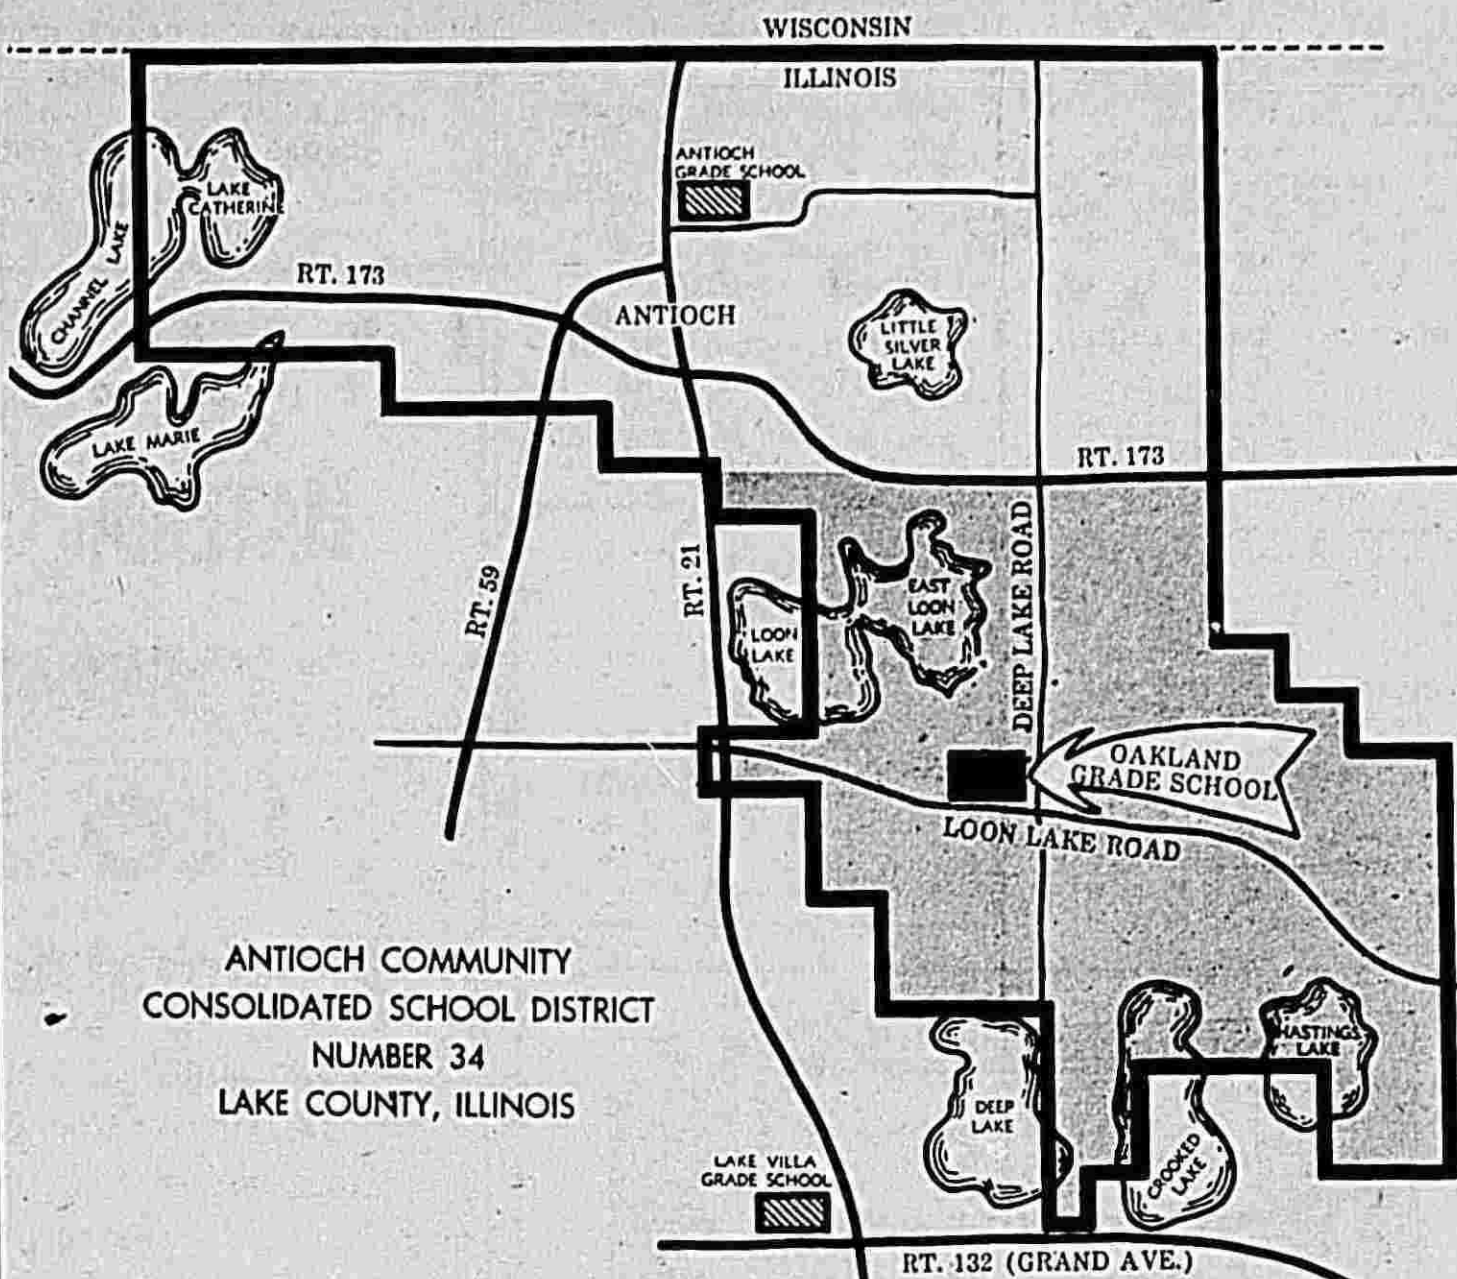 WISCONSIN
ILLINOIS
ANTIOCH
GRADE SCHOOL
LAKE
CATHERINE
CHANNEL LAKE
RT. 173
ANTIOCH
LITTLE
SILVER
LAKE
LAKE MARIE
RT. 173
RT. 59
RT. 21
DEEP LAKE ROAD
EAST
LOON
LAKE
LOON
LAKE
OAKLAND
GRADE SCHOOL
LOON LAKE ROAD
ANTIOCH COMMUNITY
CONSOLIDATED SCHOOL DISTRICT
NUMBER 34
LAKE COUNTY, ILLINOIS
HASTINGS
LAKE
DEEP
LAKE
CROOKED
LAKE
LAKE VILLA
GRADE SCHOOL
RT. 132 (GRAND AVE.)